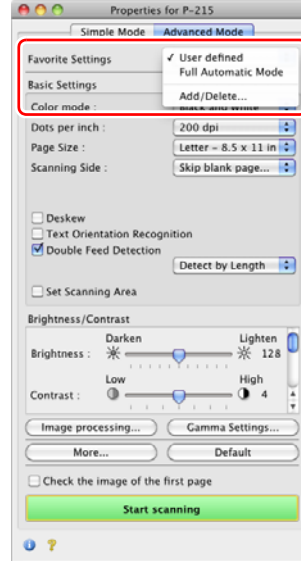 Properties for P-215
Simple Mode Advanced Mode
Favorite Settings
✓ User defined
Full Automatic Mode
Add/Delete...
Basic Settings
Color mode : Black and White
Dots per inch : 200 dpi
Page Size : Letter - 8.5 x 11 in
Scanning Side : Skip blank page...
Deskew
Text Orientation Recognition
Double Feed Detection
Detect by Length
Set Scanning Area
Brightness/Contrast
Darken Lighten
Brightness : 128
Low High
Contrast : 4
Image processing... Gamma Settings...
More... Default
Check the image of the first page
Start scanning